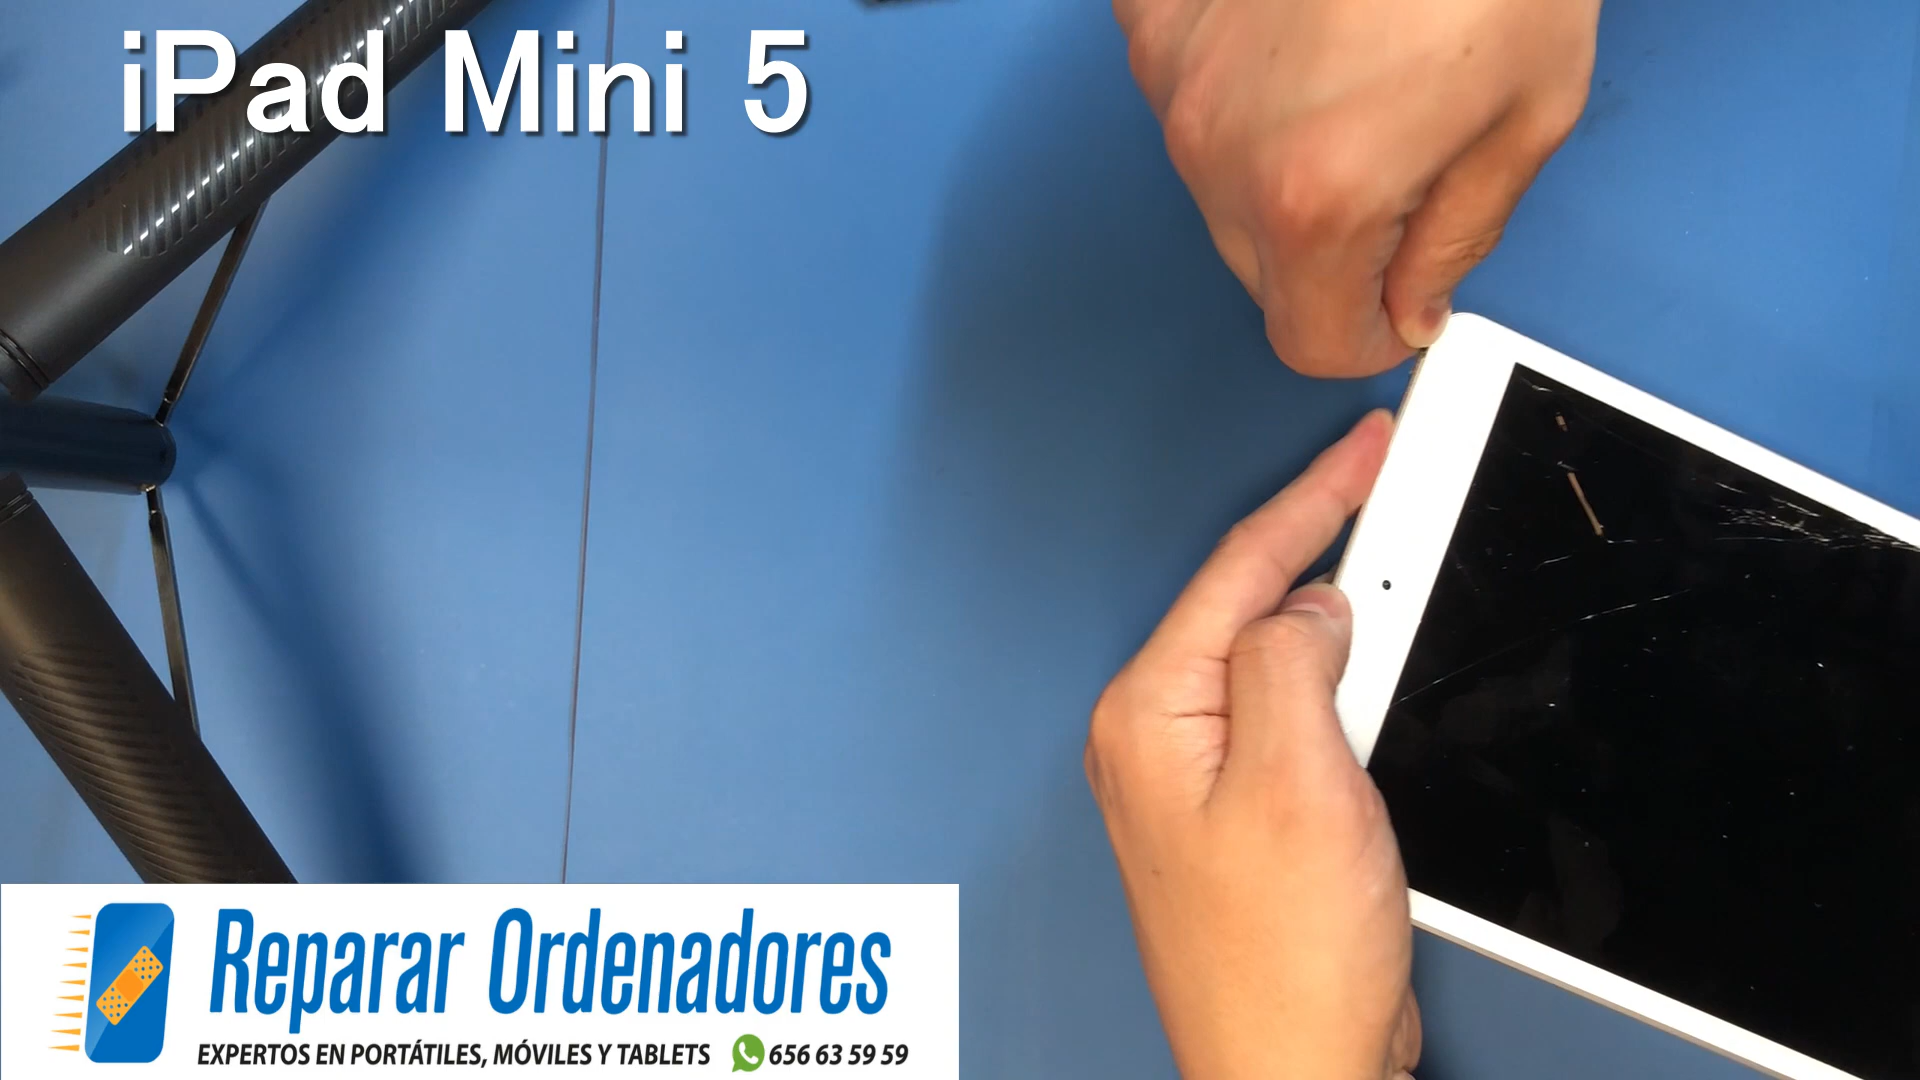 iPad Mini 5
Reparar Ordenadores
EXPERTOS EN PORTÁTILES, MÓVILES Y TABLETS 656 63 59 59